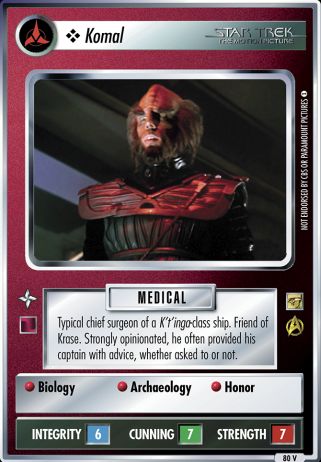 ❖ Komal
STAR TREK
THE MOTION PICTURE
NOT ENDORSED BY CBS OR PARAMOUNT PICTURES
MEDICAL
Typical chief surgeon of a K't'inga-class ship. Friend of
Krase. Strongly opinionated, he often provided his
captain with advice, whether asked to or not.
Biology Archaeology Honor
INTEGRITY 6 CUNNING 7 STRENGTH 7
80 V